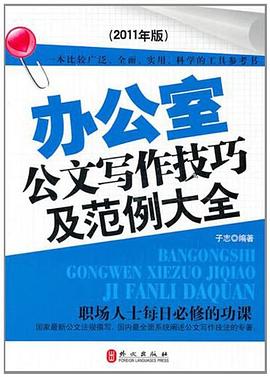 (2011年版)
一本比较广泛、全面、实用、科学的工具参考书
办公室
公文写作技巧
及范例大全
子志◎编著
BANGONGSHI
GONGWEN XIEZUO JIQIAO
JI FANLI DAQUAN
职场人士每日必修的功课
国家最新公文法规撰写，国内最全面系统阐述公文写作技法的专著。
外文出版社